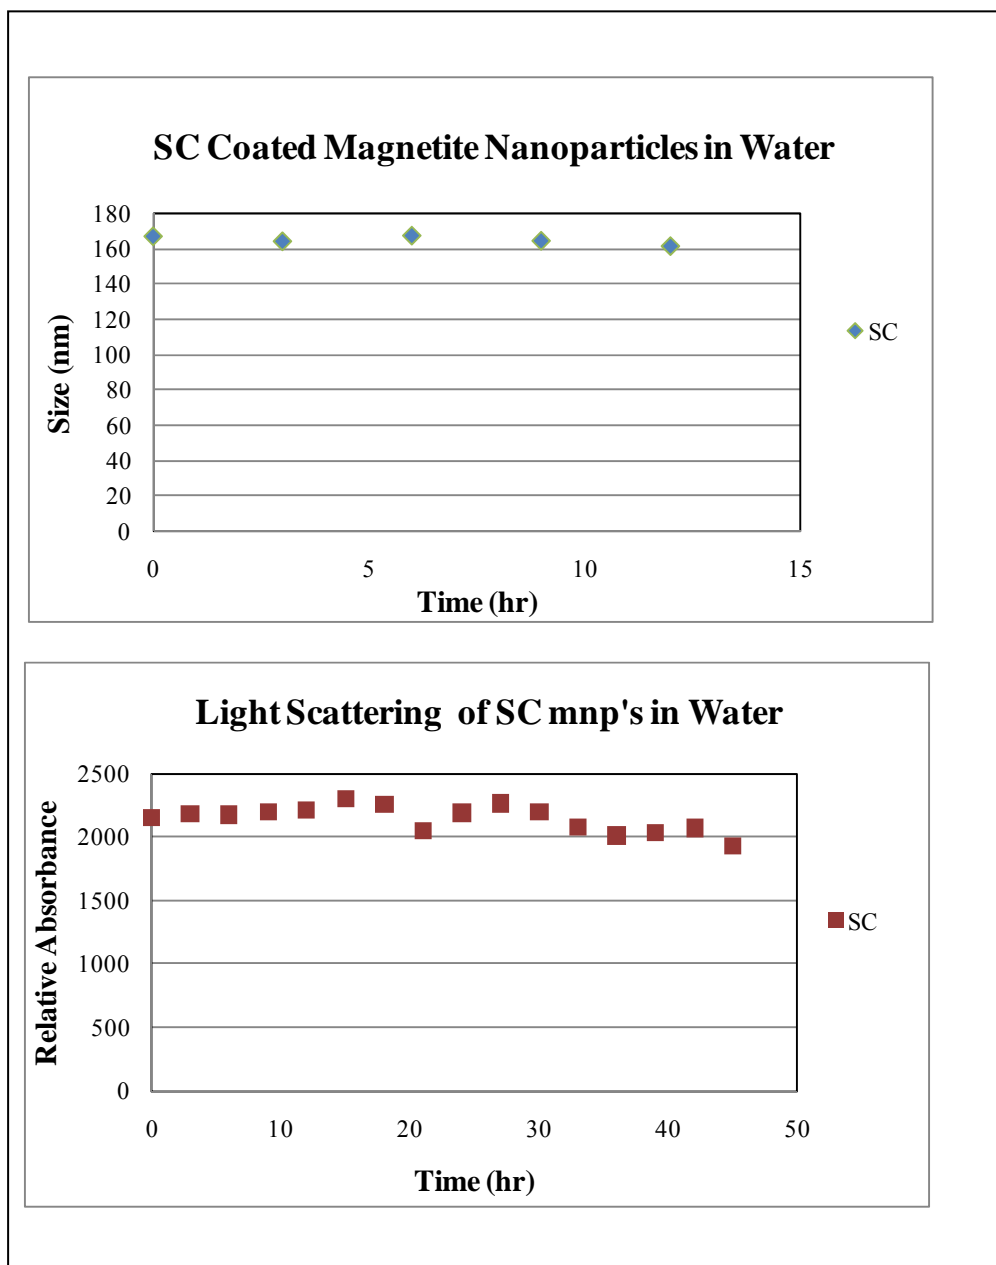 SC Coated Magnetite Nanoparticles in Water
180
160
140
120
100
80
60
40
20
0
Size (nm)
0 5 10 15
Time (hr)
SC
Light Scattering of SC mnp's in Water
2500
2000
1500
1000
500
0
Relative Absorbance
0 10 20 30 40 50
Time (hr)
SC